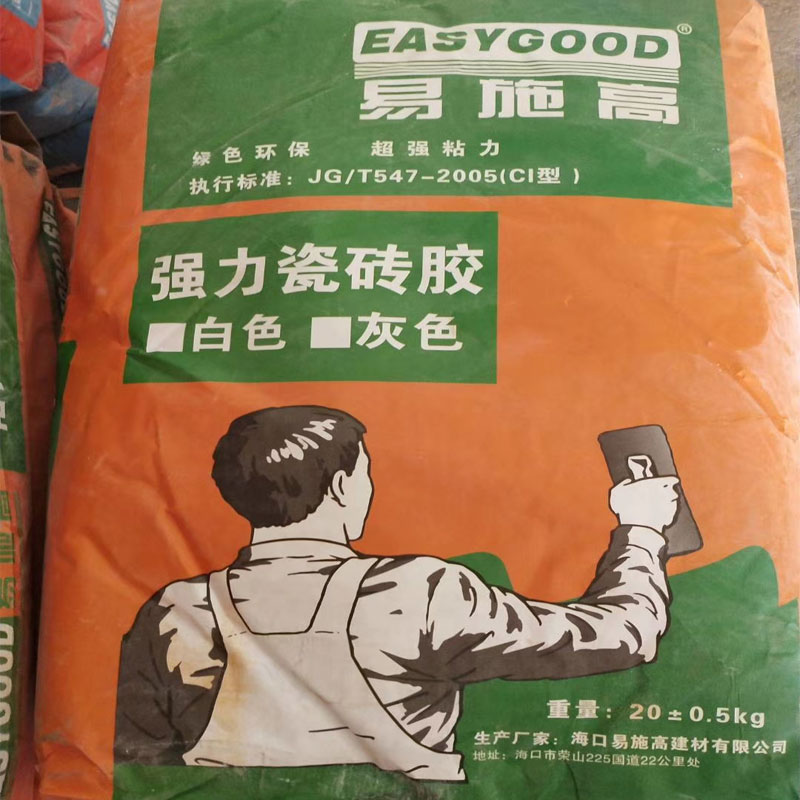 EASYGOOD®
易施高
绿色环保 超强粘力
执行标准：JG/T547-2005(CI型)
强力瓷砖胶
白色 灰色
重量：20±0.5kg
生产厂家：海口易施高建材有限公司
地址：海口市荣山225国道22公里处